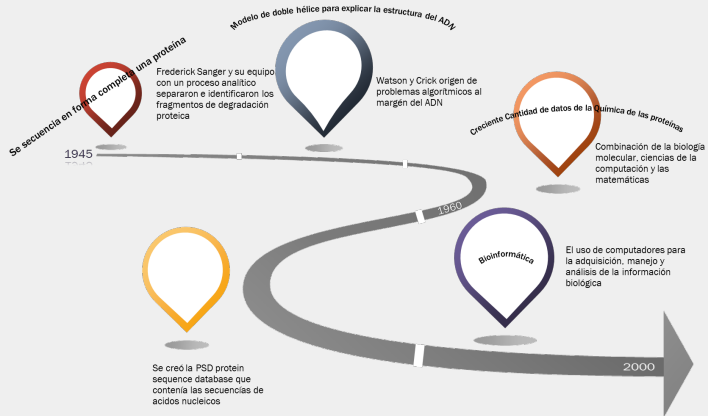 Se secuencia en forma completa una proteína
Frederick Sanger y su equipo
con un proceso analítico
separaron e identificaron los
fragmentos de degradación
proteica
Modelo de doble hélice para explicar la estructura del ADN
Watson y Crick origen de
problemas algorítmicos al
margén del ADN
Creciente Cantidad de datos de la Química de las proteínas
Combinación de la biología
molecular, ciencias de la
computación y las
matemáticas
1945
1960
Bioinformática
El uso de computadores para
la adquisición, manejo y
análisis de la información
biológica
Se creó la PSD protein
sequence database que
contenía las secuencías de
acidos nucleicos
2000